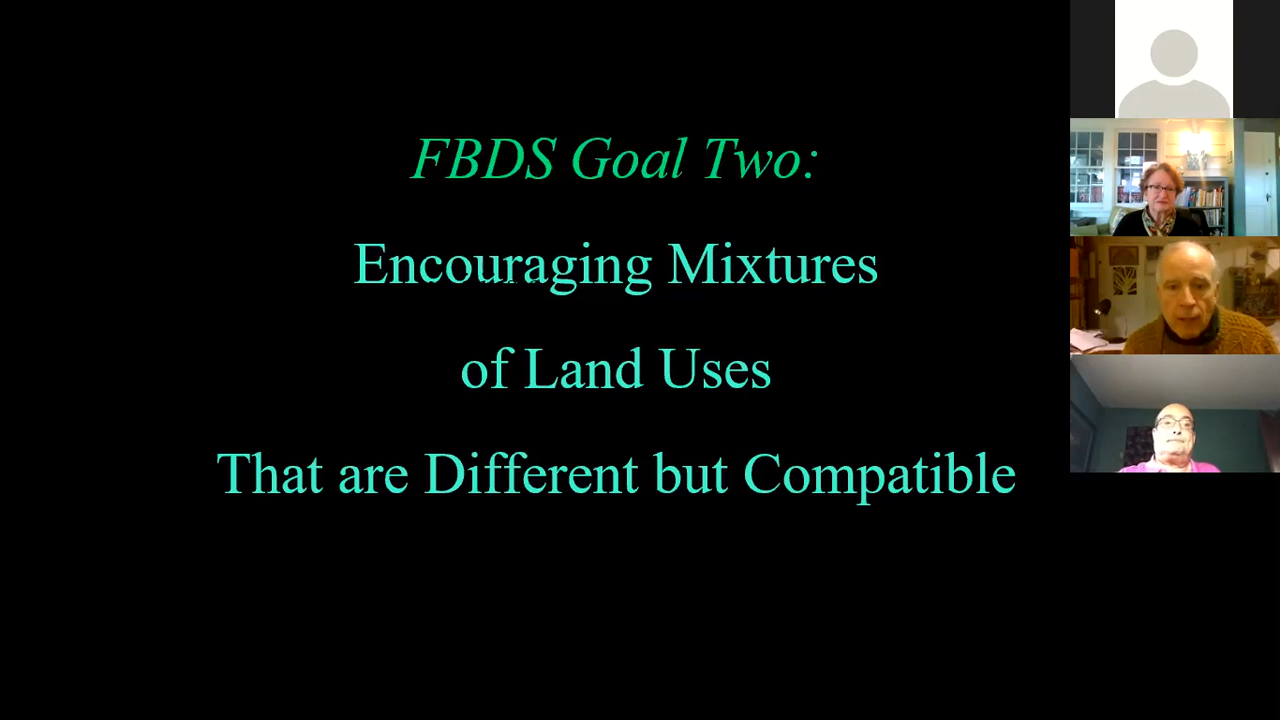 FBDS Goal Two:
Encouraging Mixtures
of Land Uses
That are Different but Compatible